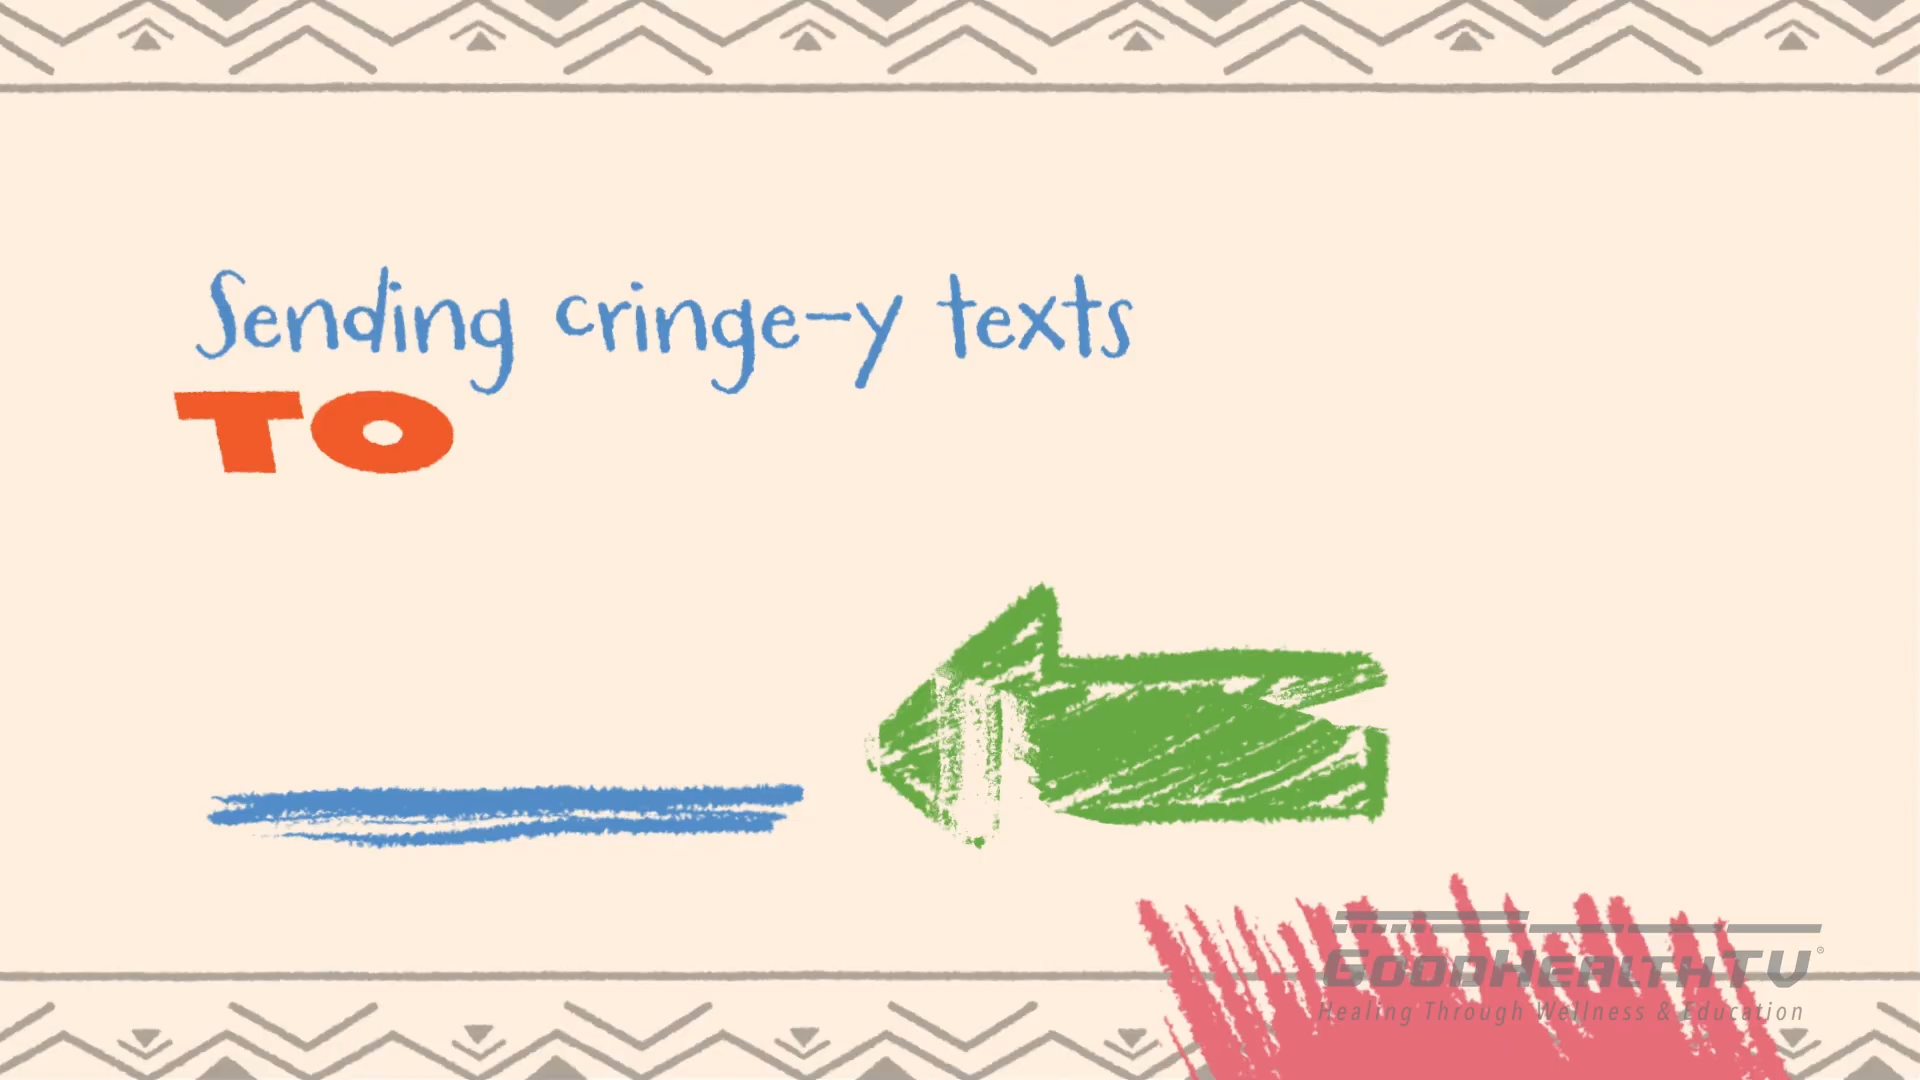 Sending cringe-y texts
TO
GOODHEALTHTV®
Healing Through Wellness & Education